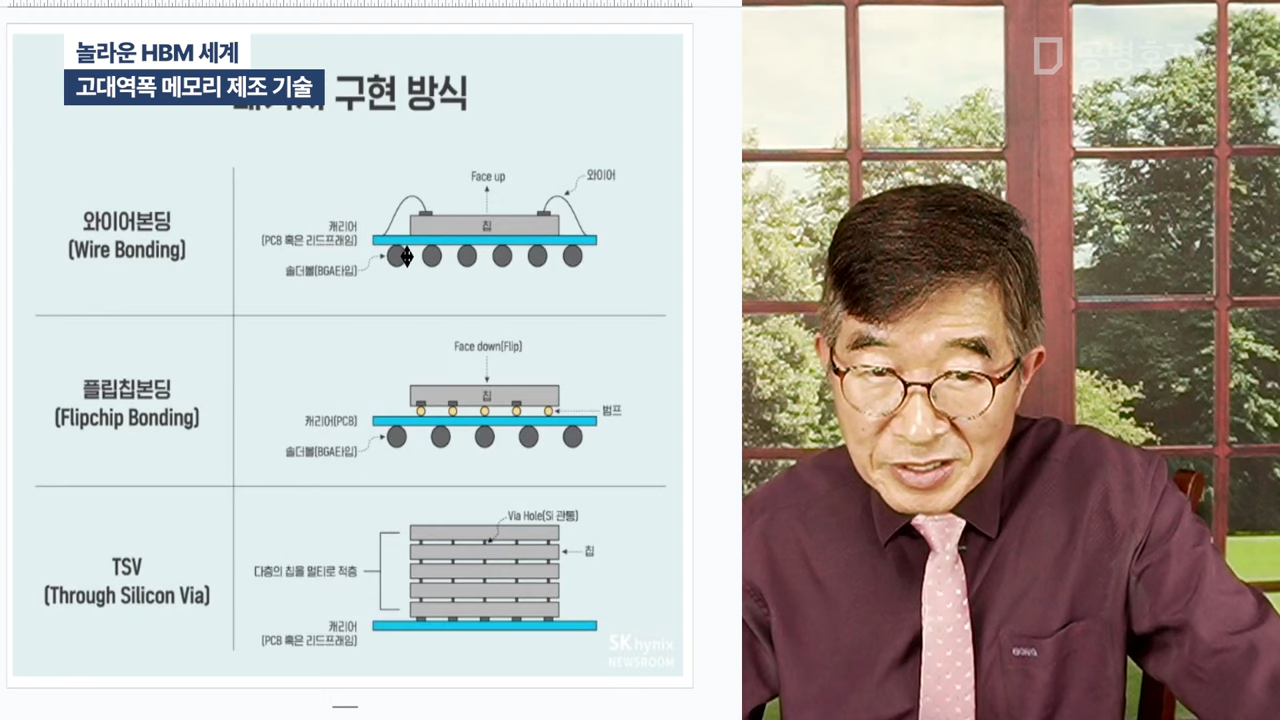 놀라운 HBM 세계
고대역폭 메모리 제조 기술
구현 방식
와이어본딩
(Wire Bonding)
Face up
와이어
칩
캐리어
(PCB 혹은 리드프레임)
솔더볼(BGA타입)
플립칩본딩
(Flipchip Bonding)
Face down(Flip)
칩
범프
캐리어(PCB)
솔더볼(BGA타입)
TSV
(Through Silicon Via)
Via Hole(Si 관통)
칩
다층의 칩을 멀티로 적층
캐리어
(PCB 혹은 리드프레임)
SK hynix
NEWSROOM
공병호TV